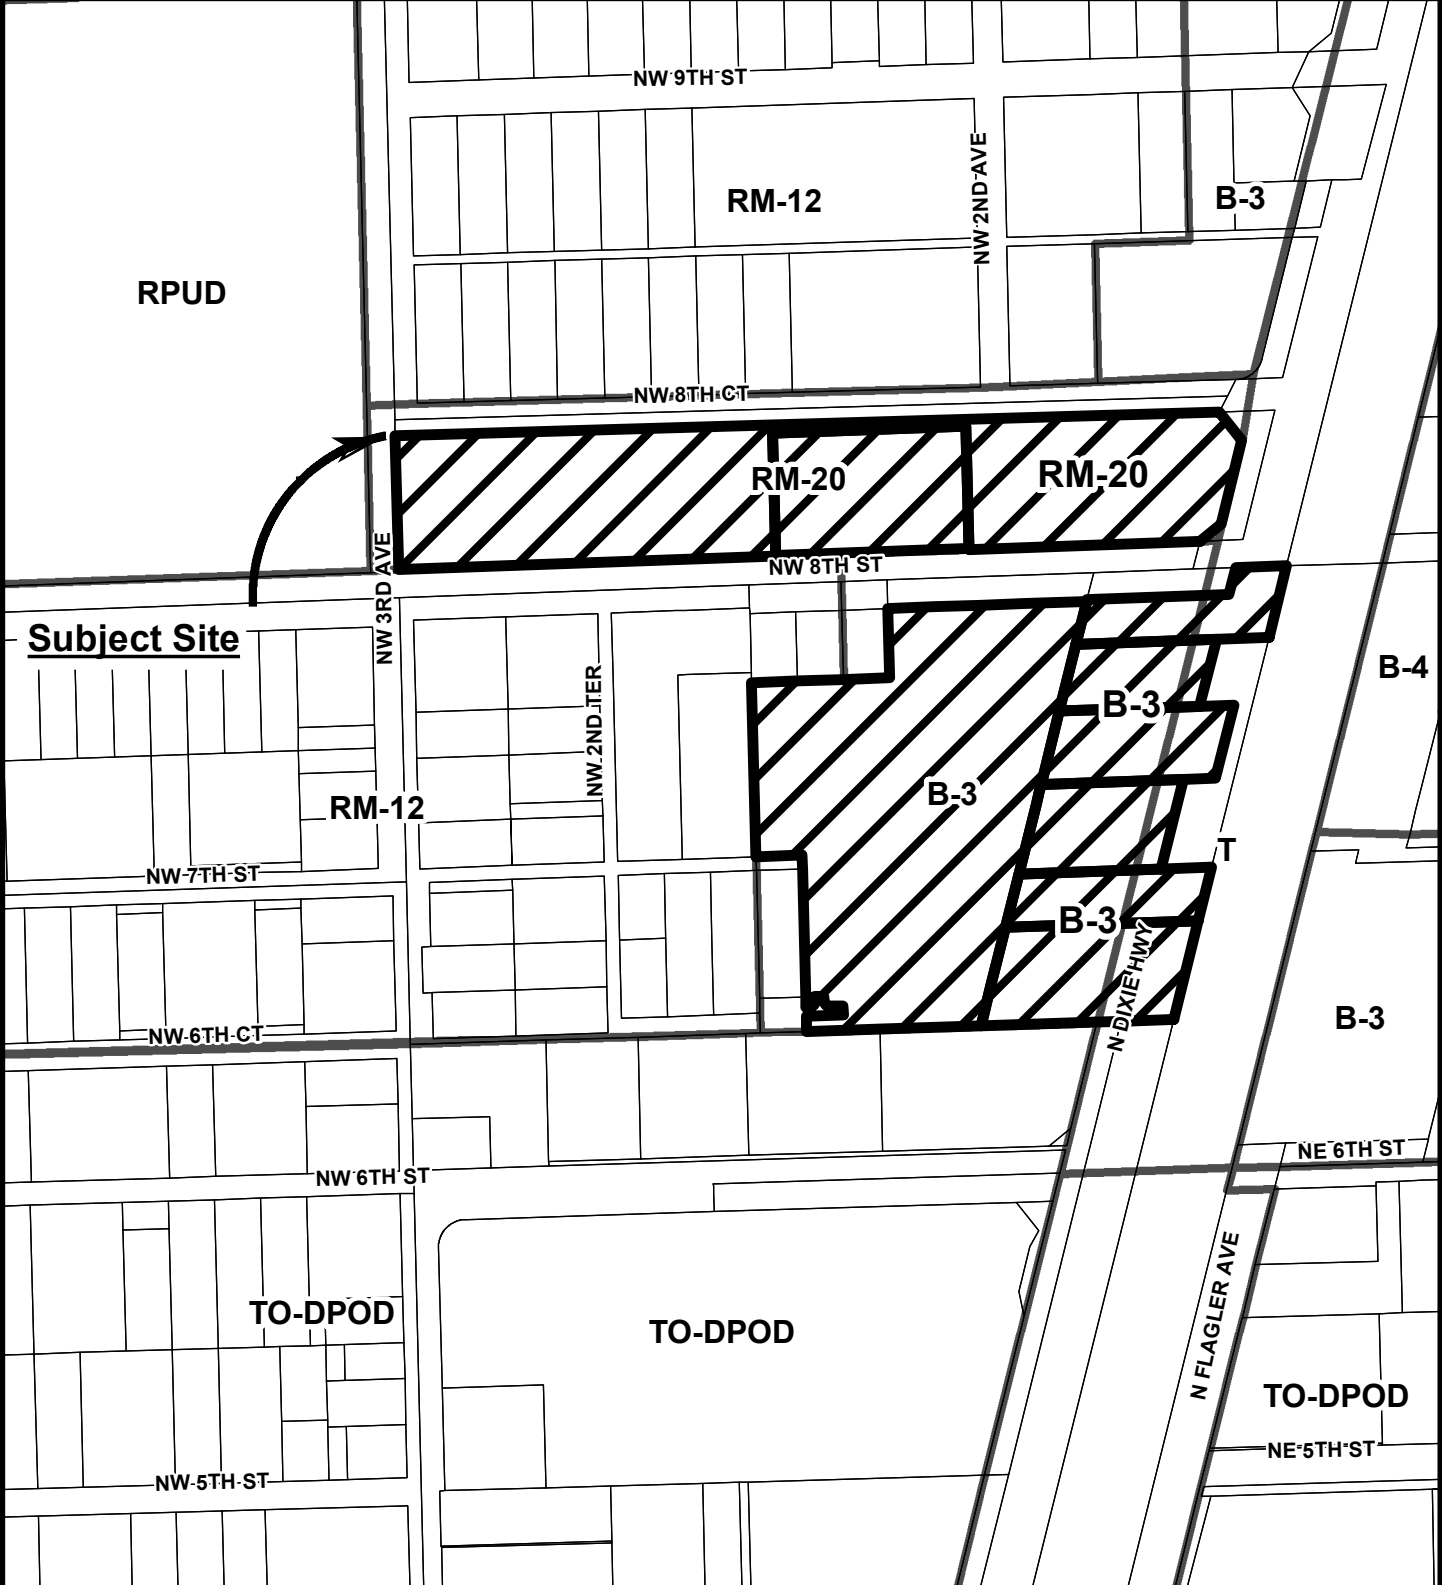 NW 9TH ST
NW 2ND AVE
RM-12
B-3
RPUD
NW 8TH CT
RM-20
RM-20
NW 3RD AVE
NW 8TH ST
Subject Site
NW 2ND TER
B-4
B-3
B-3
RM-12
T
NW 7TH ST
B-3
N DIXIE HWY
B-3
NW 6TH CT
NE 6TH ST
NW 6TH ST
N FLAGLER AVE
TO-DPOD
TO-DPOD
TO-DPOD
NE 5TH ST
NW 5TH ST